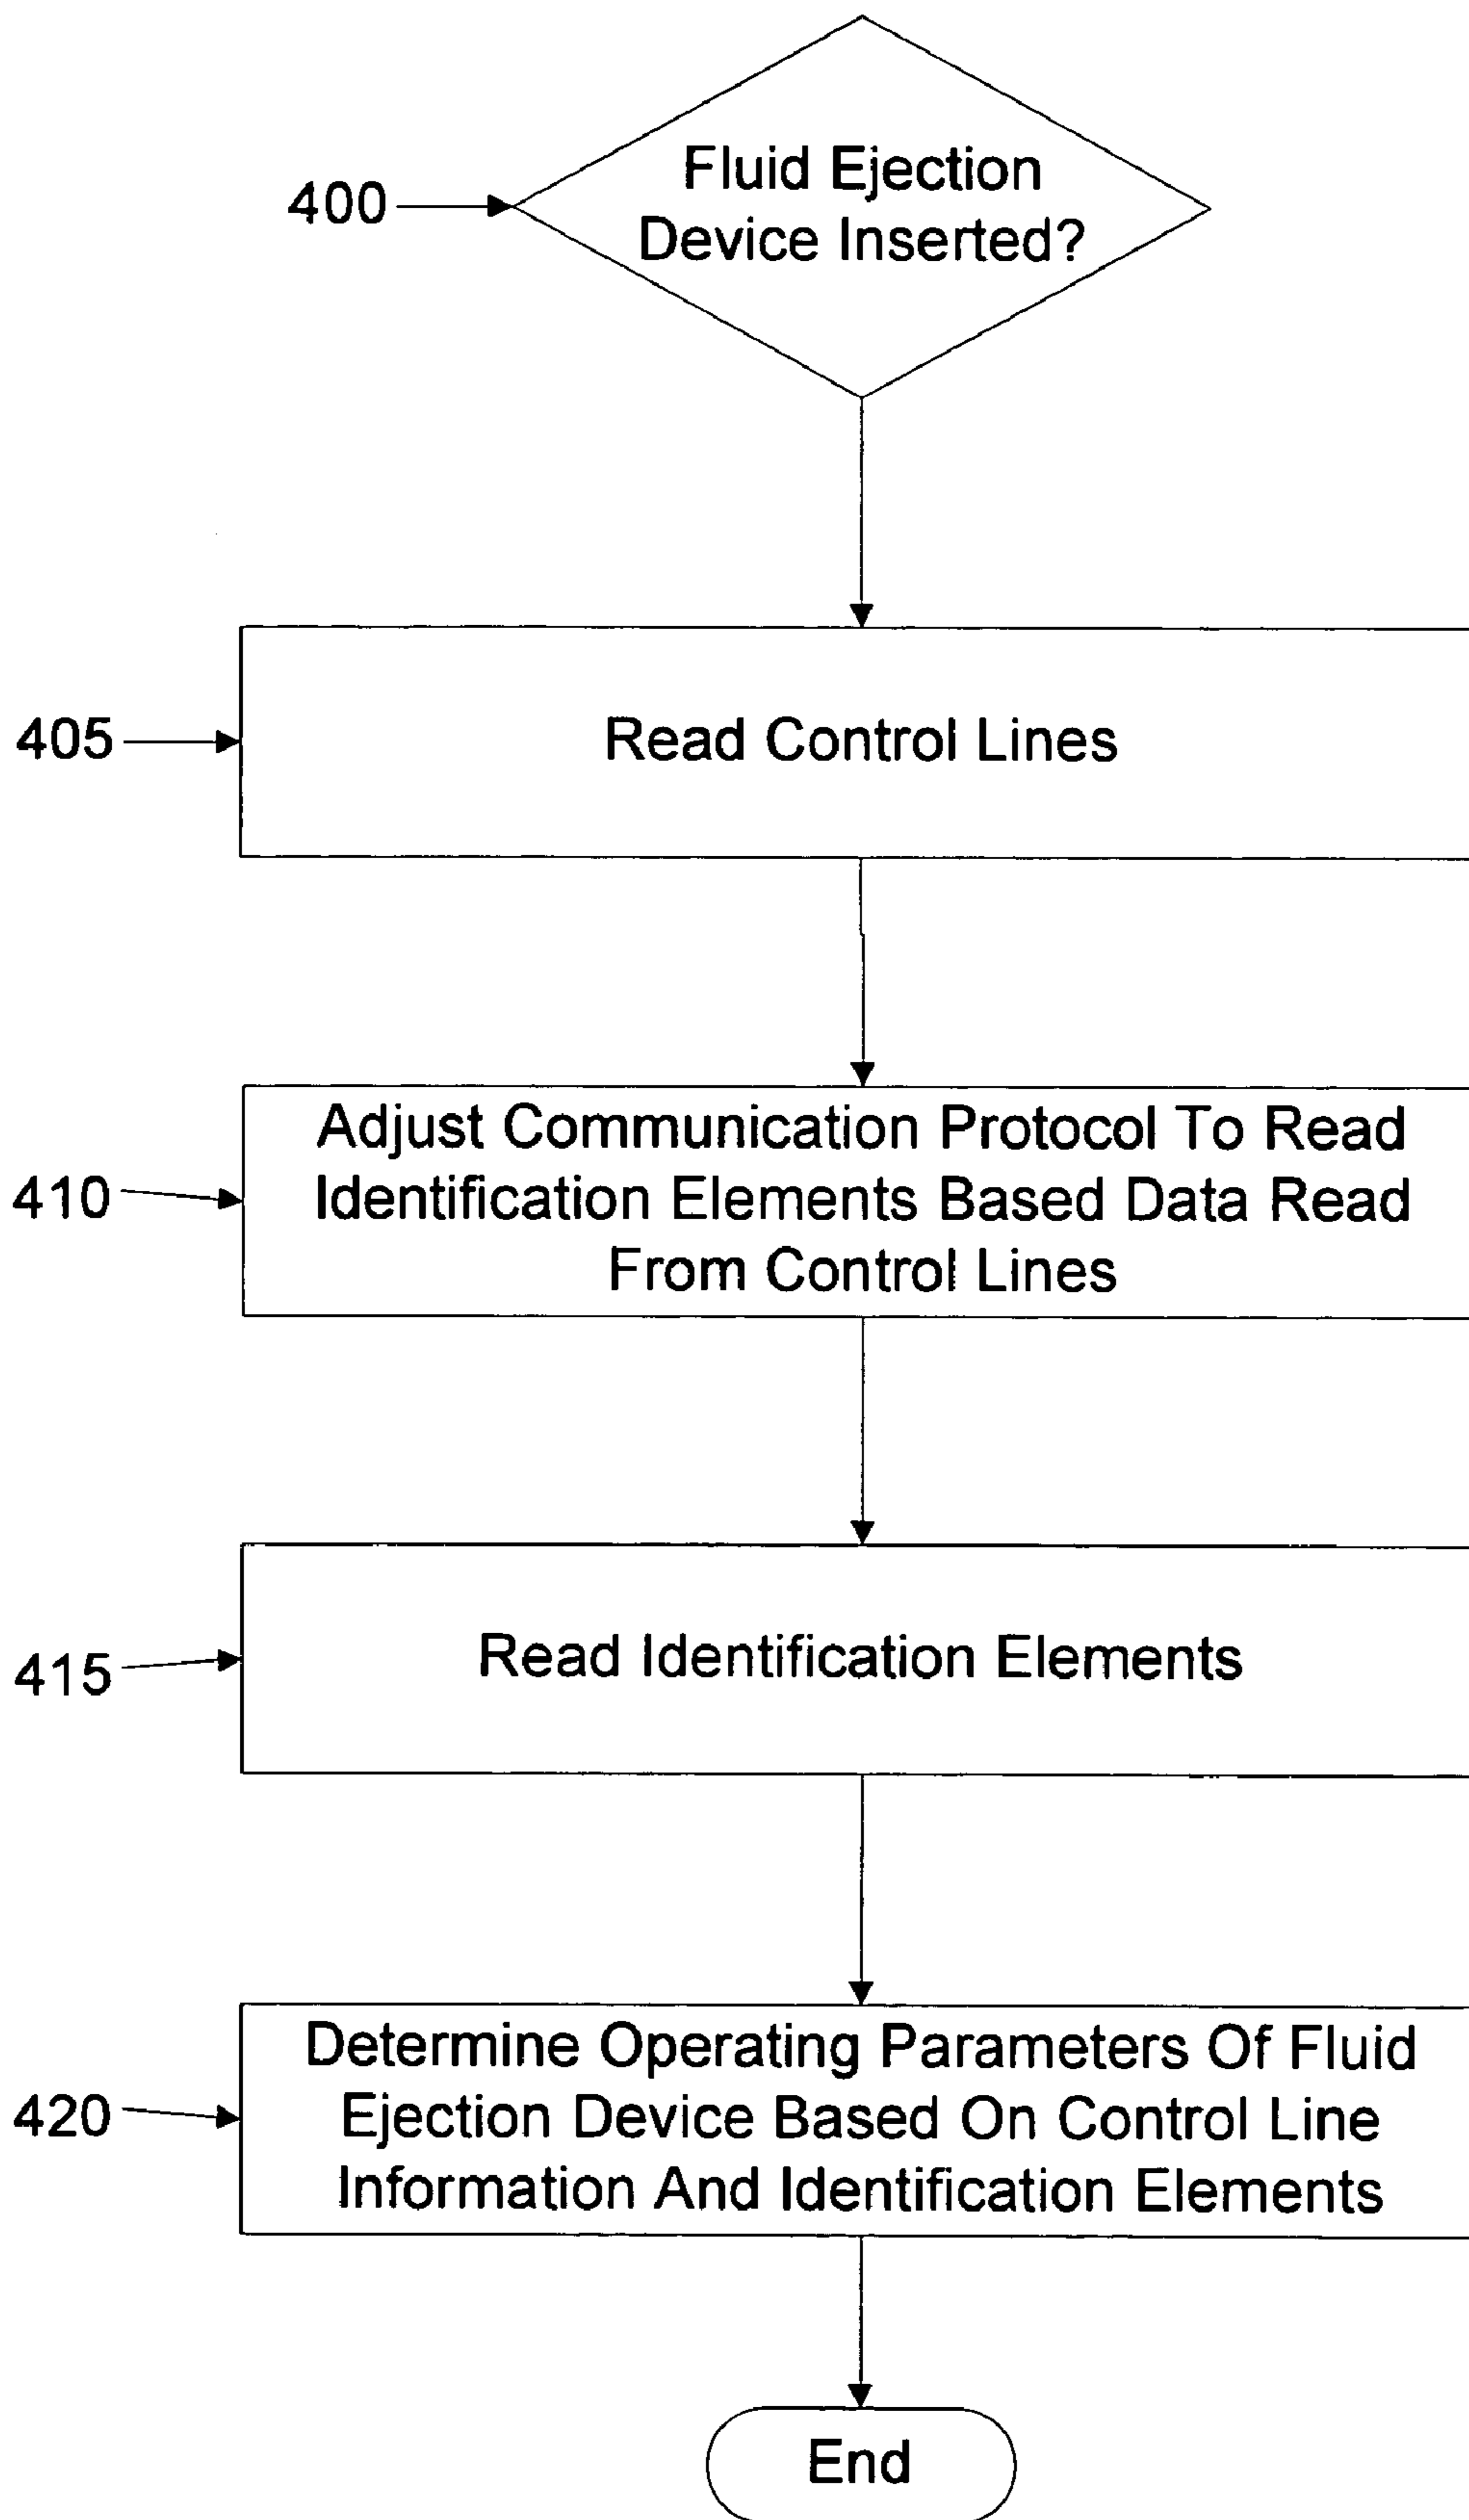 Fluid Ejection
Device Inserted?
400
Read Control Lines
405
Adjust Communication Protocol To Read
Identification Elements Based Data Read
From Control Lines
410
Read Identification Elements
415
Determine Operating Parameters Of Fluid
Ejection Device Based On Control Line
Information And Identification Elements
420
End